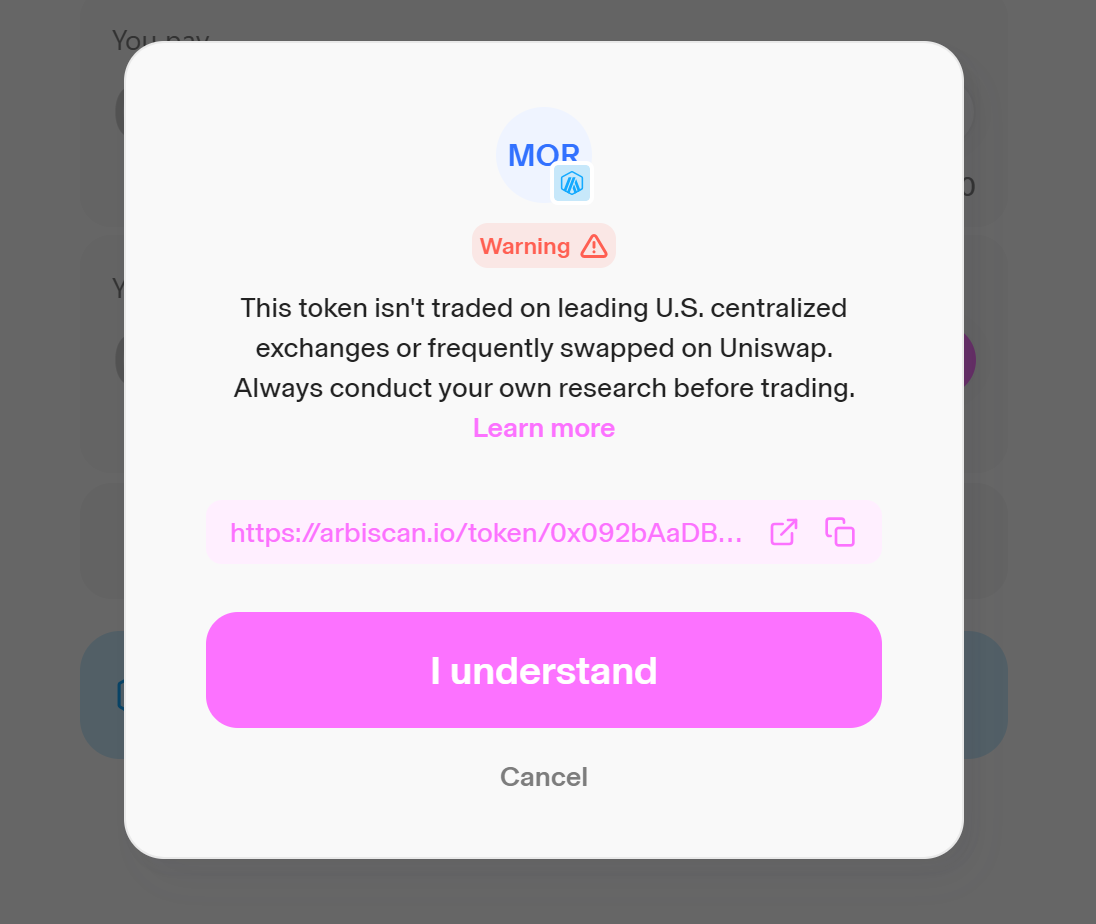 You pay
MOR
0
Warning
Y
This token isn't traded on leading U.S. centralized
exchanges or frequently swapped on Uniswap.
Always conduct your own research before trading.
Learn more
https://arbiscan.io/token/0x092bAaDB...
I understand
Cancel